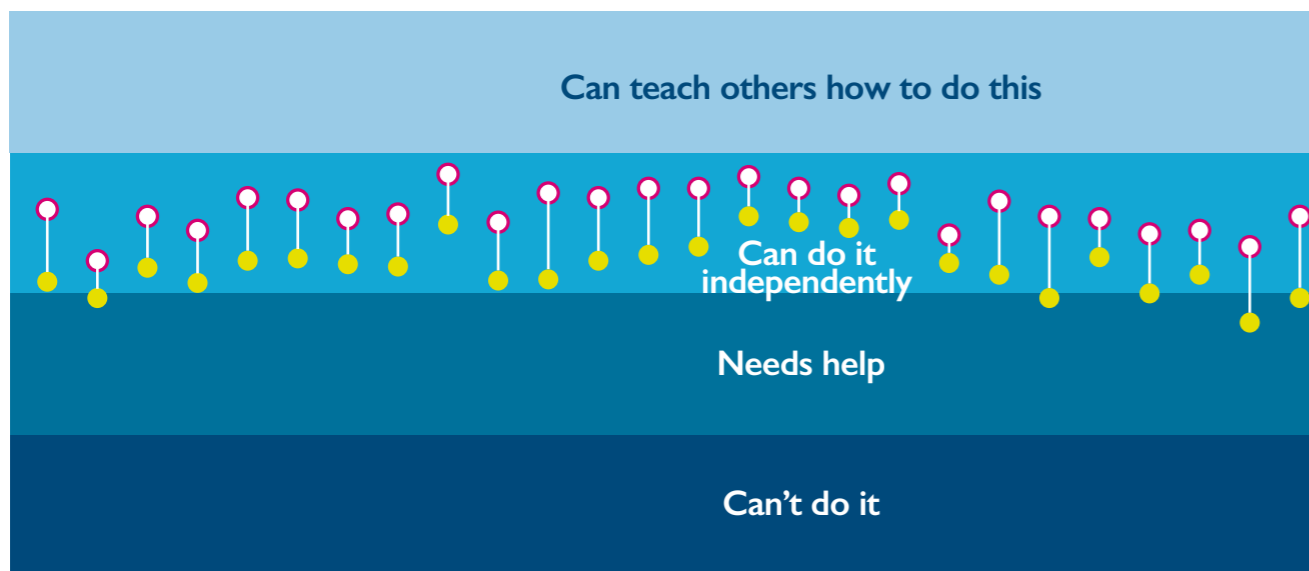 Can teach others how to do this
Can do it
independently
Needs help
Can’t do it